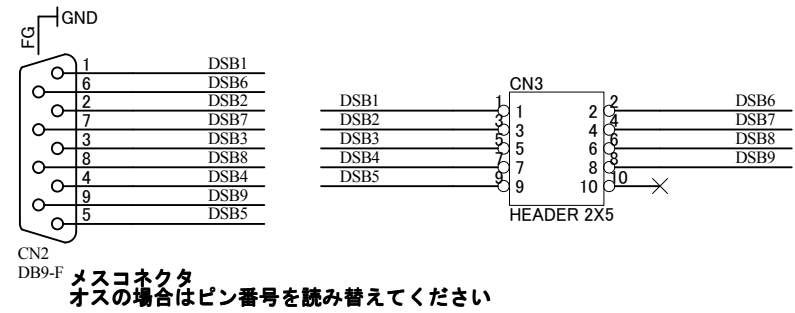 FG GND
1 DSB1
6 DSB6
2 DSB2
7 DSB7
3 DSB3
8 DSB8
4 DSB4
9 DSB9
5 DSB5
CN2
DB9-F
メスコネクタ
オスの場合はピン番号を読み替えてください
CN3
DSB1 1 1 2 2 DSB6
DSB2 3 3 4 4 DSB7
DSB3 5 5 6 6 DSB8
DSB4 7 7 8 8 DSB9
DSB5 9 9 10 10
HEADER 2X5